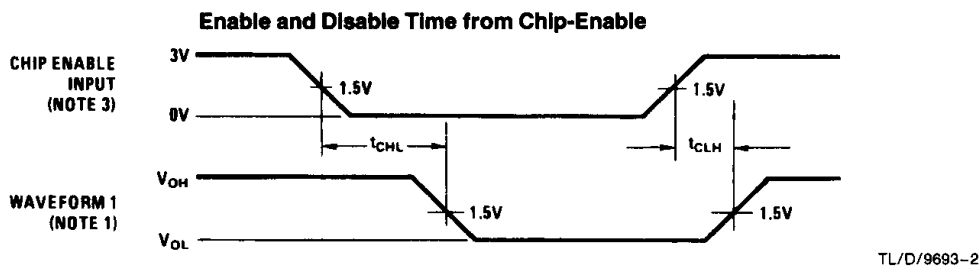 Enable and Disable Time from Chip-Enable
CHIP ENABLE
INPUT
(NOTE 3)
3V
1.5V
1.5V
0V
tCHL
tCLH
WAVEFORM 1
(NOTE 1)
VOH
1.5V
1.5V
VOL
TL/D/9693-2